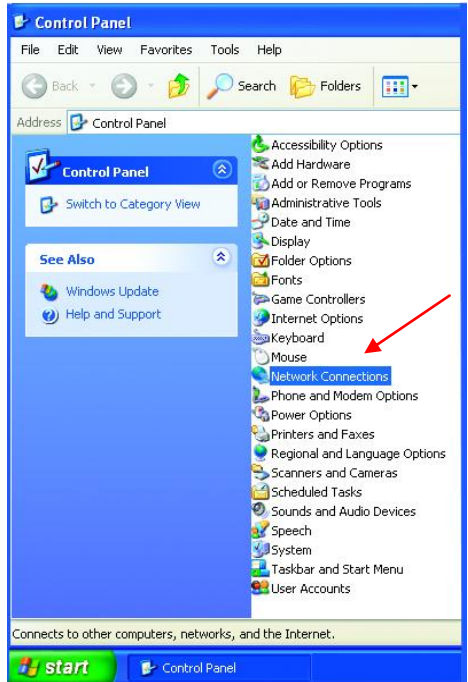 Control Panel
File Edit View Favorites Tools Help
Back Search Folders
Address Control Panel
Control Panel
Switch to Category View
See Also
Windows Update
Help and Support
Accessibility Options
Add Hardware
Add or Remove Programs
Administrative Tools
Date and Time
Display
Folder Options
Fonts
Game Controllers
Internet Options
Keyboard
Mouse
Network Connections
Phone and Modem Options
Power Options
Printers and Faxes
Regional and Language Options
Scanners and Cameras
Scheduled Tasks
Sounds and Audio Devices
Speech
System
Taskbar and Start Menu
User Accounts
Connects to other computers, networks, and the Internet.
start Control Panel